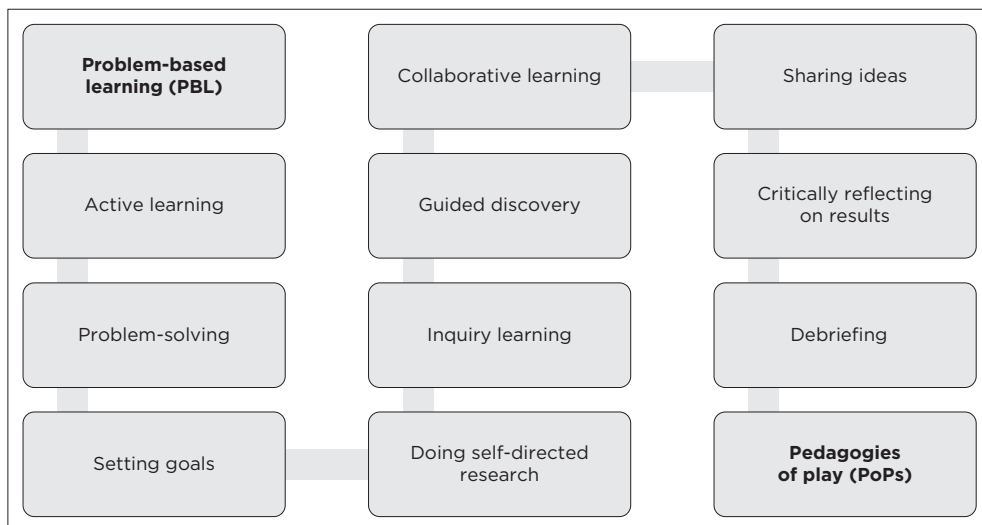 Problem-based
learning (PBL)
Active learning
Problem-solving
Setting goals
Doing self-directed
research
Inquiry learning
Guided discovery
Collaborative learning
Sharing ideas
Critically reflecting
on results
Debriefing
Pedagogies
of play (PoPs)